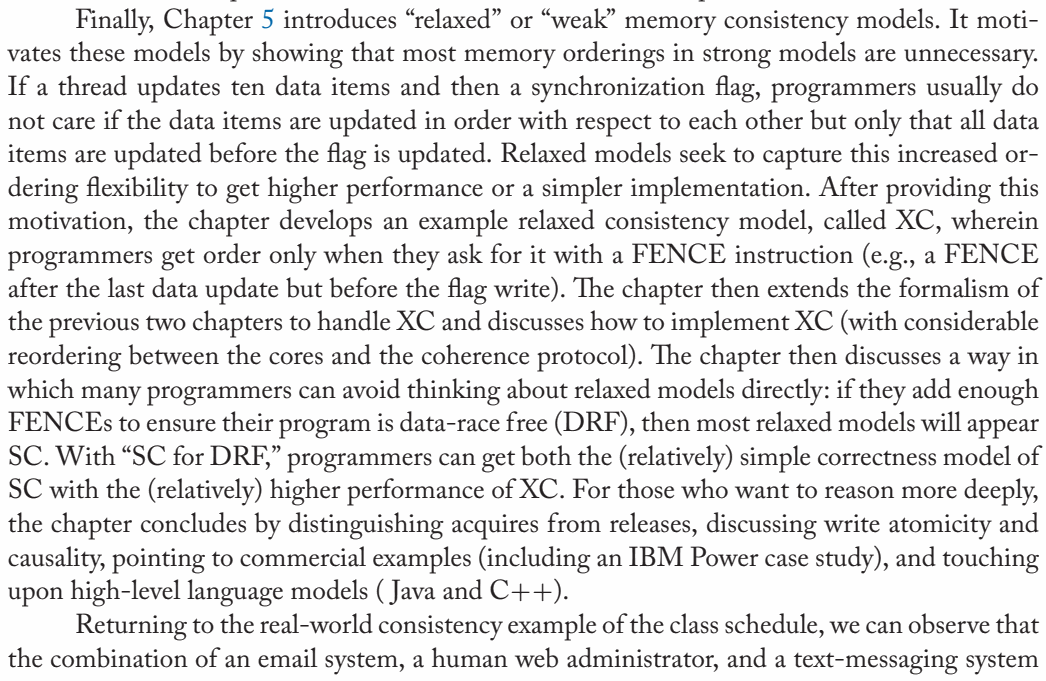 Finally, Chapter 5 introduces “relaxed” or “weak” memory consistency models. It moti-
vates these models by showing that most memory orderings in strong models are unnecessary.
If a thread updates ten data items and then a synchronization flag, programmers usually do
not care if the data items are updated in order with respect to each other but only that all data
items are updated before the flag is updated. Relaxed models seek to capture this increased or-
dering flexibility to get higher performance or a simpler implementation. After providing this
motivation, the chapter develops an example relaxed consistency model, called XC, wherein
programmers get order only when they ask for it with a FENCE instruction (e.g., a FENCE
after the last data update but before the flag write). The chapter then extends the formalism of
the previous two chapters to handle XC and discusses how to implement XC (with considerable
reordering between the cores and the coherence protocol). The chapter then discusses a way in
which many programmers can avoid thinking about relaxed models directly: if they add enough
FENCEs to ensure their program is data-race free (DRF), then most relaxed models will appear
SC. With “SC for DRF,” programmers can get both the (relatively) simple correctness model of
SC with the (relatively) higher performance of XC. For those who want to reason more deeply,
the chapter concludes by distinguishing acquires from releases, discussing write atomicity and
causality, pointing to commercial examples (including an IBM Power case study), and touching
upon high-level language models ( Java and C++).
Returning to the real-world consistency example of the class schedule, we can observe that
the combination of an email system, a human web administrator, and a text-messaging system